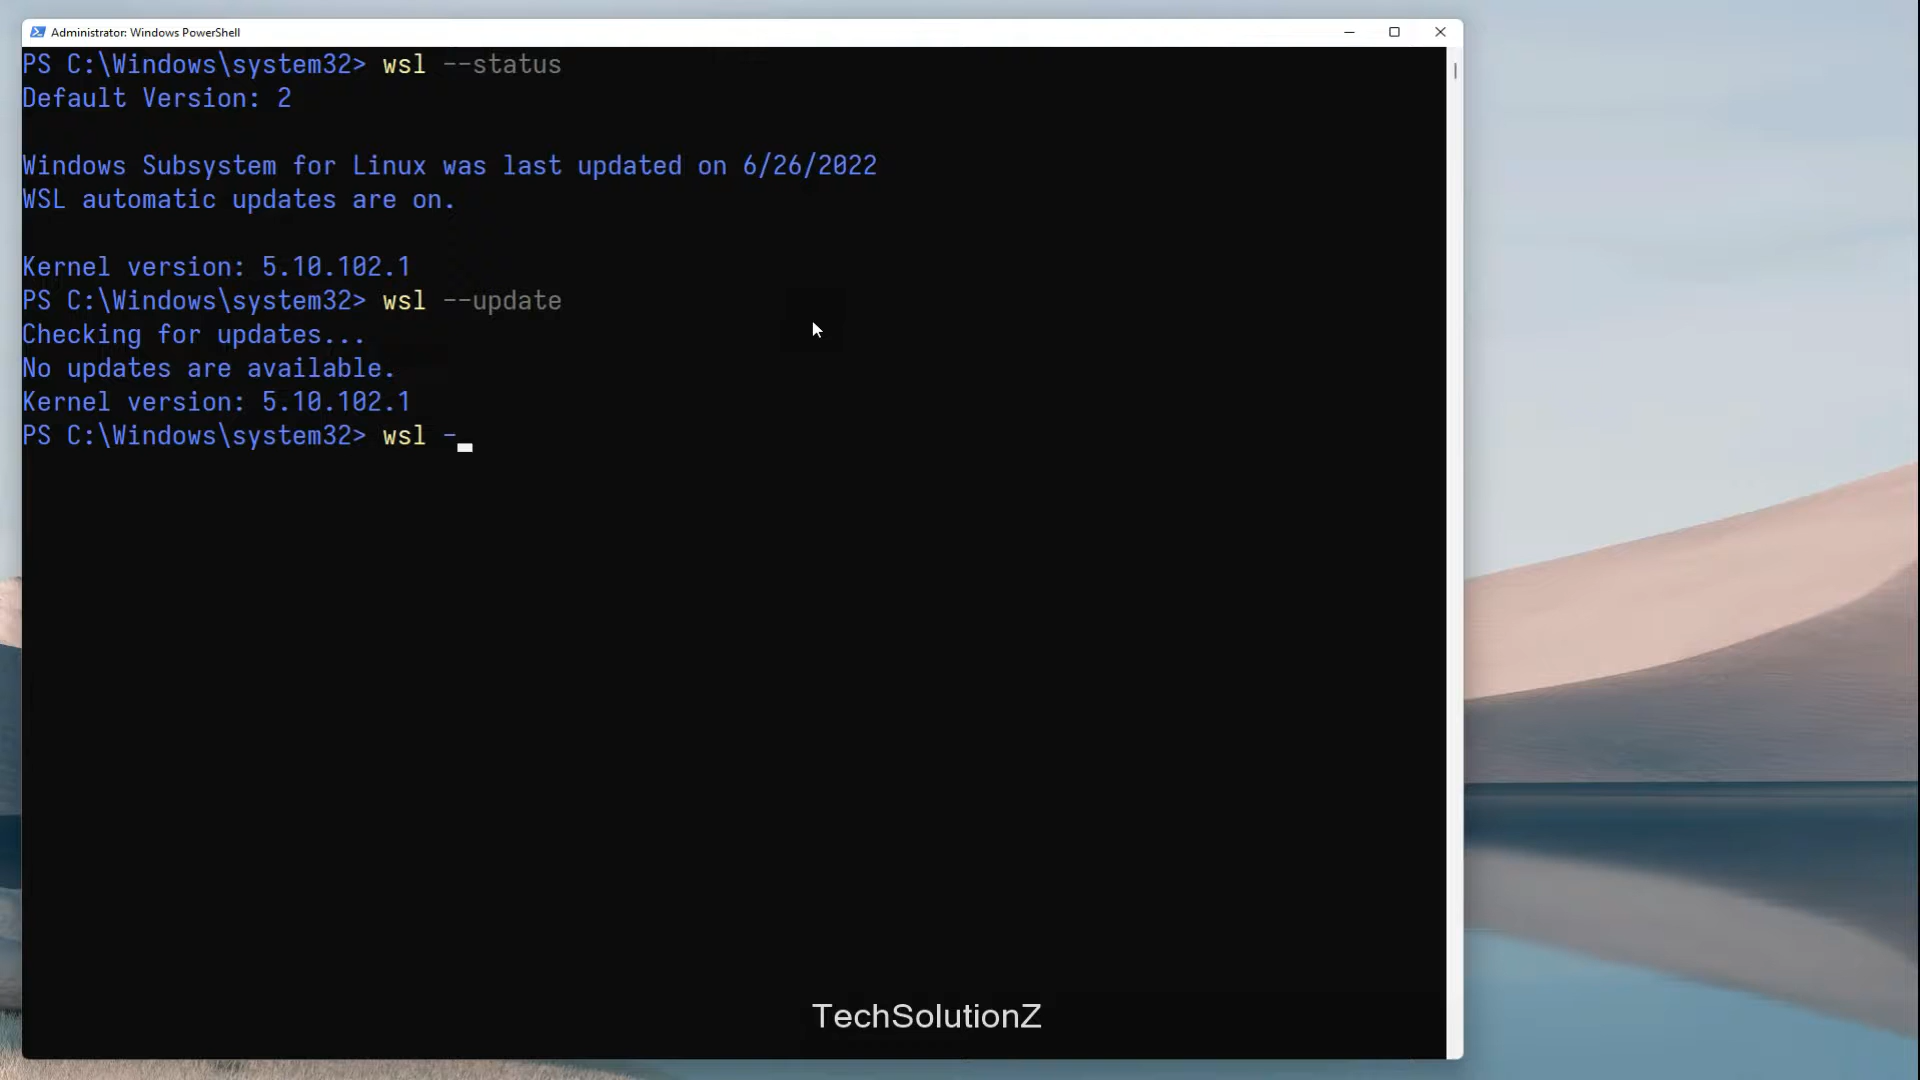 Administrator: Windows PowerShell
PS C:\Windows\system32> wsl --status
Default Version: 2
Windows Subsystem for Linux was last updated on 6/26/2022
WSL automatic updates are on.
Kernel version: 5.10.102.1
PS C:\Windows\system32> wsl --update
Checking for updates...
No updates are available.
Kernel version: 5.10.102.1
PS C:\Windows\system32> wsl -
TechSolutionZ